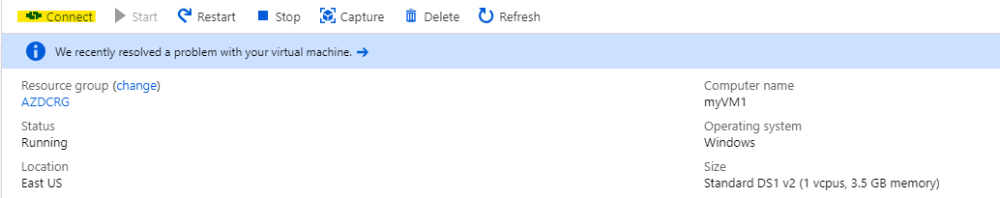 Connect Start Restart Stop Capture Delete Refresh
We recently resolved a problem with your virtual machine. →
Resource group (change)
AZDCRG
Status
Running
Location
East US
Computer name
myVM1
Operating system
Windows
Size
Standard DS1 v2 (1 vcpus, 3.5 GB memory)